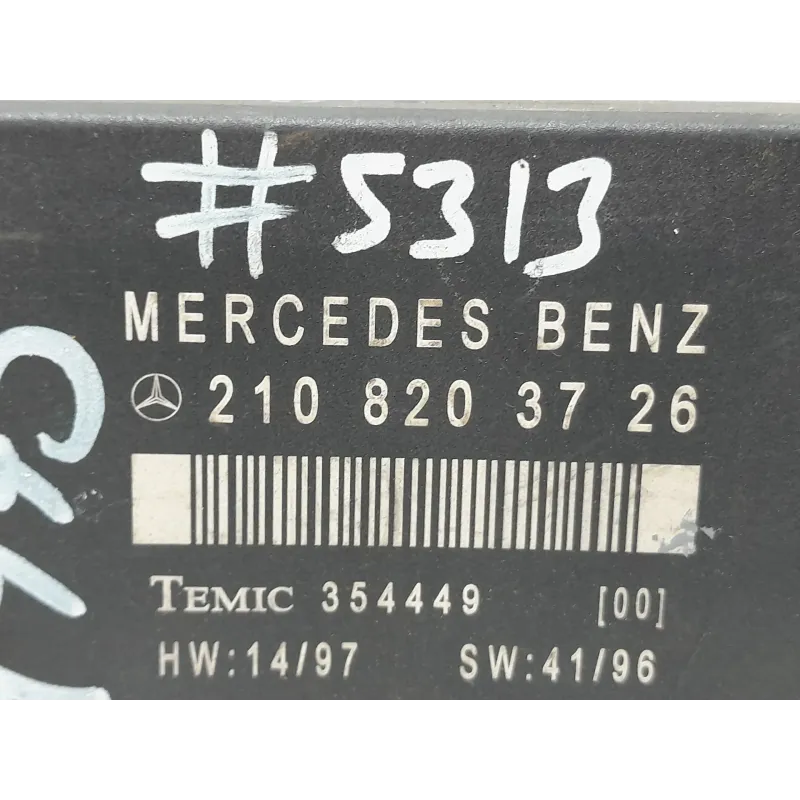 #5313
MERCEDES BENZ
210 820 37 26
TEMIC 354449 [00]
HW:14/97 SW:41/96